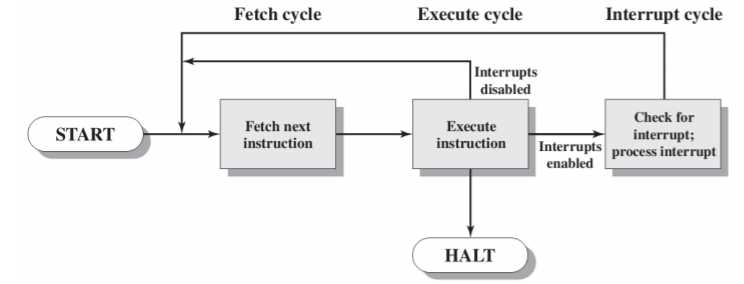 Fetch cycle
Execute cycle
Interrupt cycle
Interrupts
disabled
START
Fetch next
instruction
Execute
instruction
Interrupts
enabled
Check for
interrupt;
process interrupt
HALT